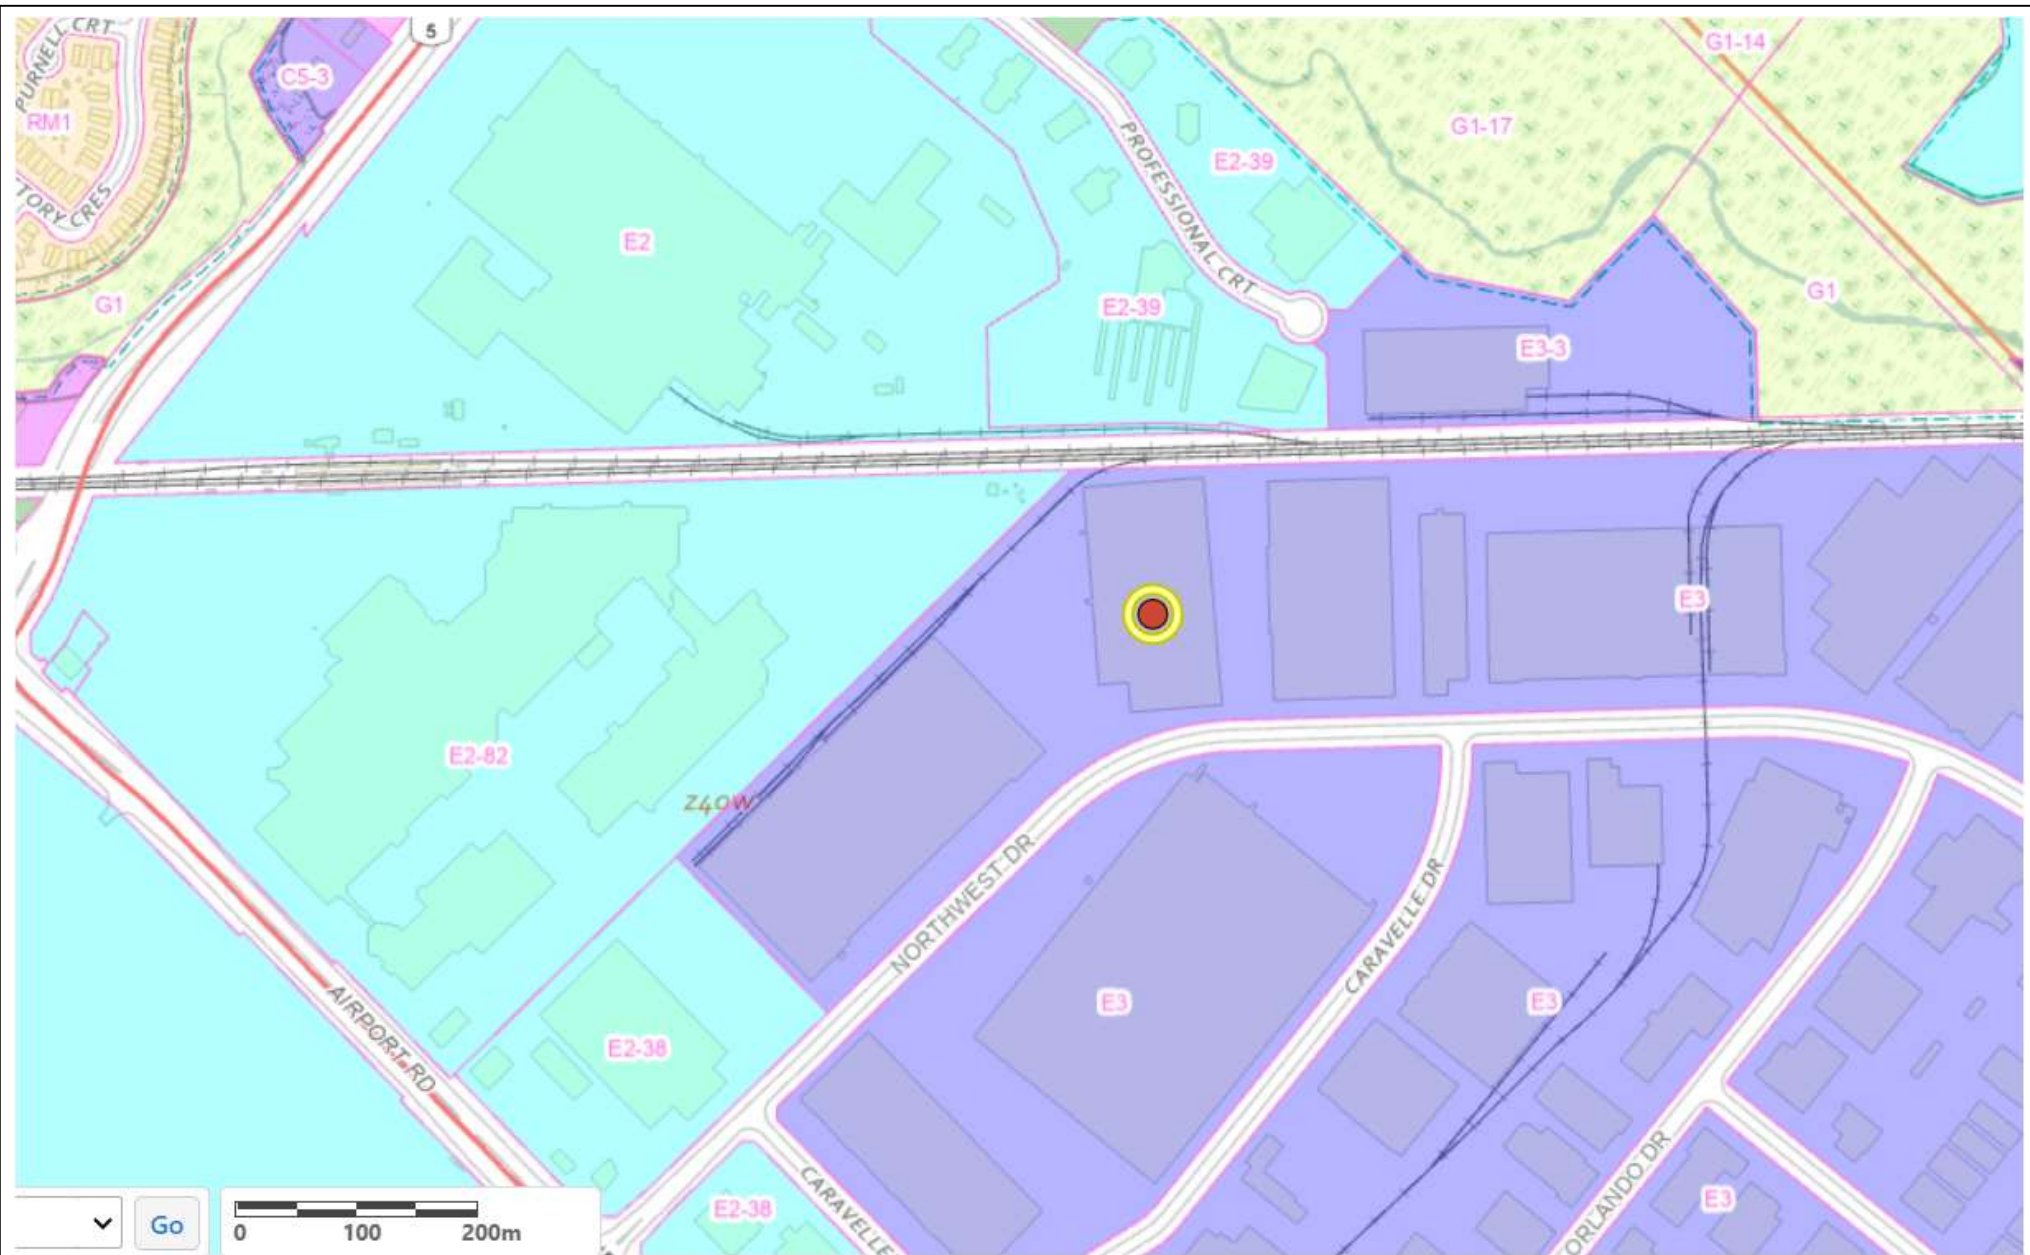 PURNELL CRT
5
G1-14
C5-3
RM1
G1-17
PROFESSIONAL CRT
E2-39
TORY CRES
E2
G1
E2-39
G1
E3-3
E3
E2-82
Z40W
NORTHWEST DR
CARAVELLE DR
E3
E3
AIRPORT RD
E2-38
ORLANDO DR
E3
E2-38
CARAVELLE
Go
0 100 200m